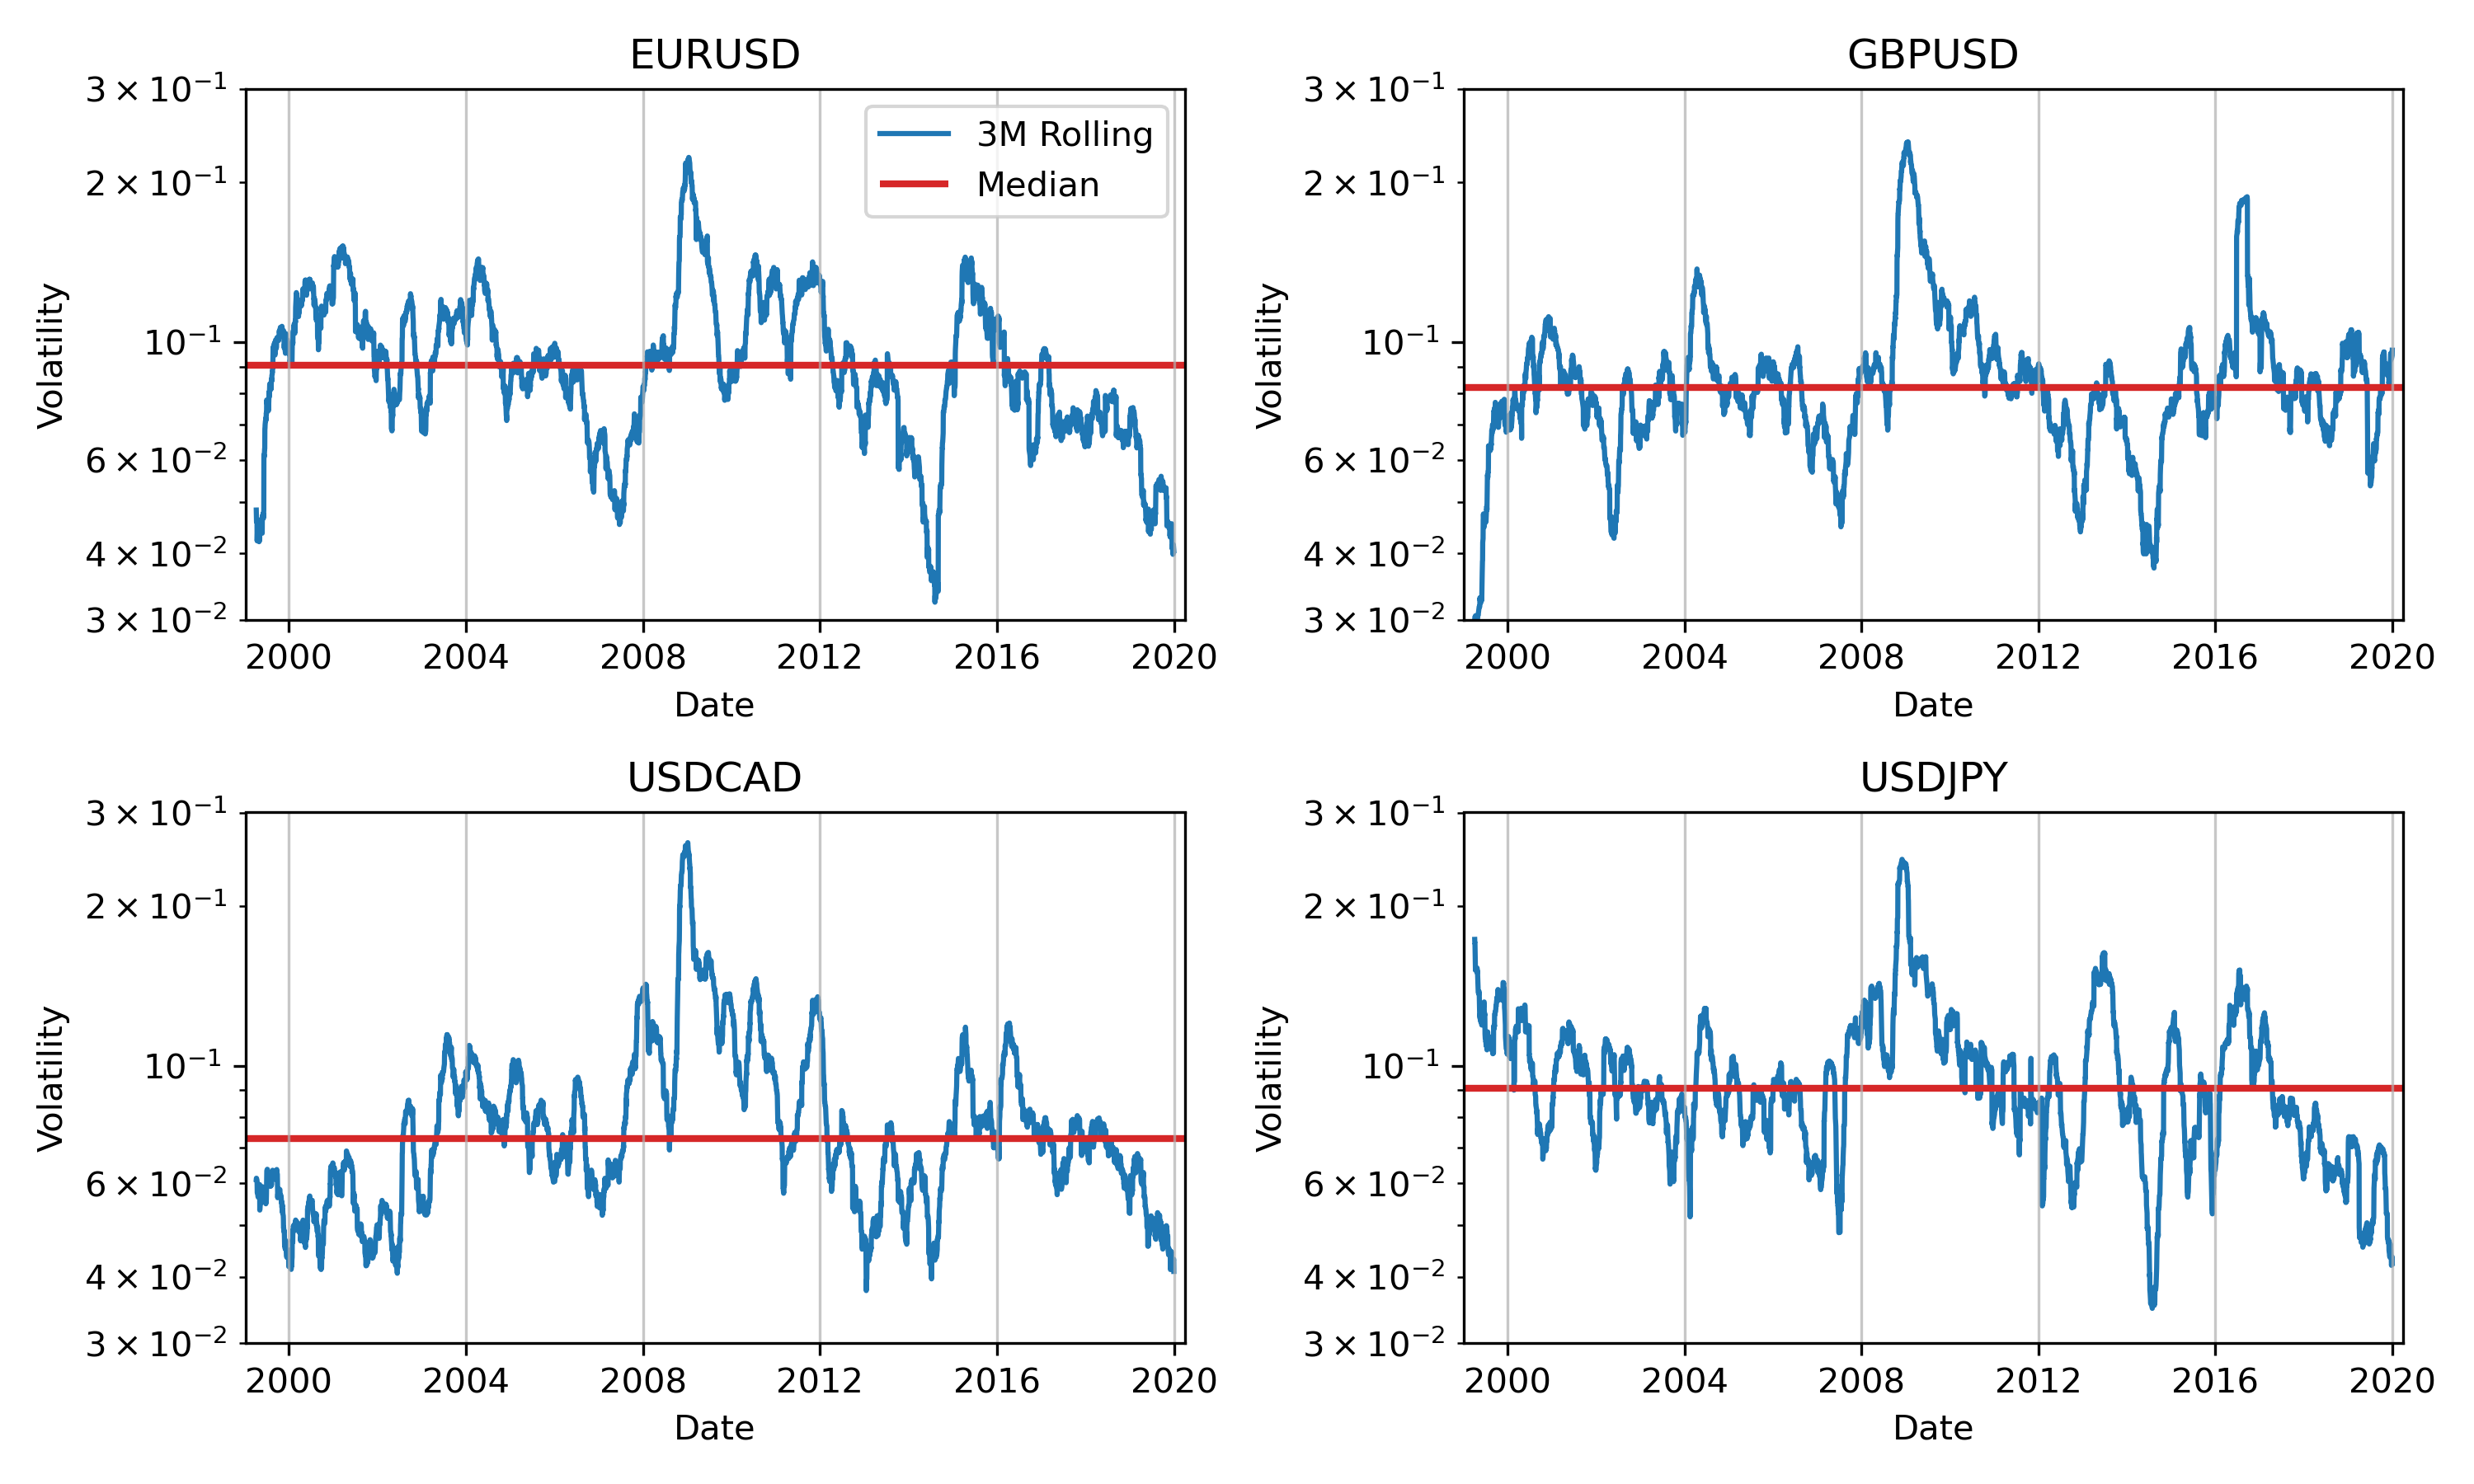 EURUSD
3 × 10⁻¹
2 × 10⁻¹
10⁻¹
6 × 10⁻²
4 × 10⁻²
3 × 10⁻²
Volatility
3M Rolling
Median
2000 2004 2008 2012 2016 2020
Date
GBPUSD
3 × 10⁻¹
2 × 10⁻¹
10⁻¹
6 × 10⁻²
4 × 10⁻²
3 × 10⁻²
Volatility
2000 2004 2008 2012 2016 2020
Date
USDCAD
3 × 10⁻¹
2 × 10⁻¹
10⁻¹
6 × 10⁻²
4 × 10⁻²
3 × 10⁻²
Volatility
2000 2004 2008 2012 2016 2020
Date
USDJPY
3 × 10⁻¹
2 × 10⁻¹
10⁻¹
6 × 10⁻²
4 × 10⁻²
3 × 10⁻²
Volatility
2000 2004 2008 2012 2016 2020
Date